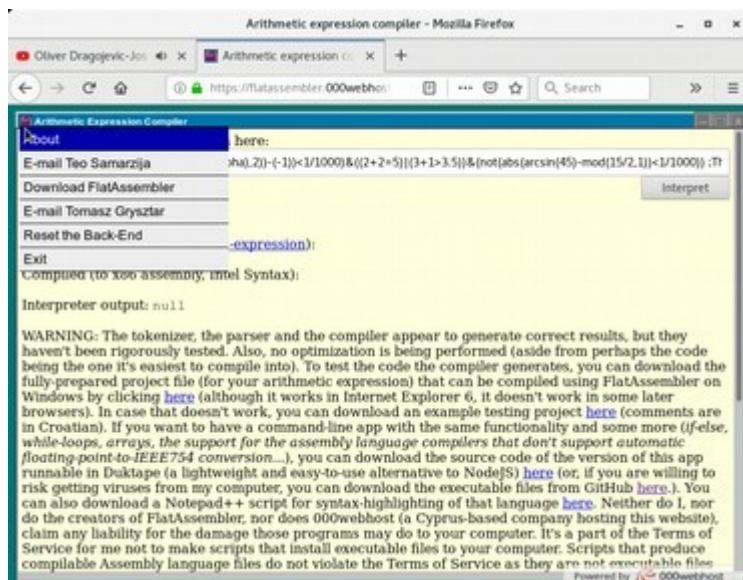 Arithmetic expression compiler - Mozilla Firefox
Oliver Dragojevic-Jos
Arithmetic expression co
https://flatassembler.000webhos
Search
Arithmetic Expression Compiler
About
here:
E-mail Teo Samarzija
pha),2))-(-1))<1/1000)&((2+2=5)|(3+1>3.5))&(not(abs(arcsin(45)-mod(15/2,1))<1/1000)) ;Th
Download FlatAssembler
Interpret
E-mail Tomasz Grysztar
Reset the Back-End
-expression):
Exit
Compiled (to x86 assembly, Intel Syntax):
Interpreter output: null
WARNING: The tokenizer, the parser and the compiler appear to generate correct results, but they
haven't been rigorously tested. Also, no optimization is being performed (aside from perhaps the code
being the one it's easiest to compile into). To test the code the compiler generates, you can download the
fully-prepared project file (for your arithmetic expression) that can be compiled using FlatAssembler on
Windows by clicking here (although it works in Internet Explorer 6, it doesn't work in some later
browsers). In case that doesn't work, you can download an example testing project here (comments are
in Croatian). If you want to have a command-line app with the same functionality and some more (if-else,
while-loops, arrays, the support for the assembly language compilers that don't support automatic
floating-point-to-IEEE754 conversion...), you can download the source code of the version of this app
runnable in Duktape (a lightweight and easy-to-use alternative to NodeJS) here (or, if you are willing to
risk getting viruses from my computer, you can download the executable files from GitHub here.). You
can also download a Notepad++ script for syntax-highlighting of that language here. Neither do I, nor
do the creators of FlatAssembler, nor does 000webhost (a Cyprus-based company hosting this website),
claim any liability for the damage those programs may do to your computer. It's a part of the Terms of
Service for me not to make scripts that install executable files to your computer. Scripts that produce
compilable Assembly language files do not violate the Terms of Service as they are not executable files
Powered by 000webhost